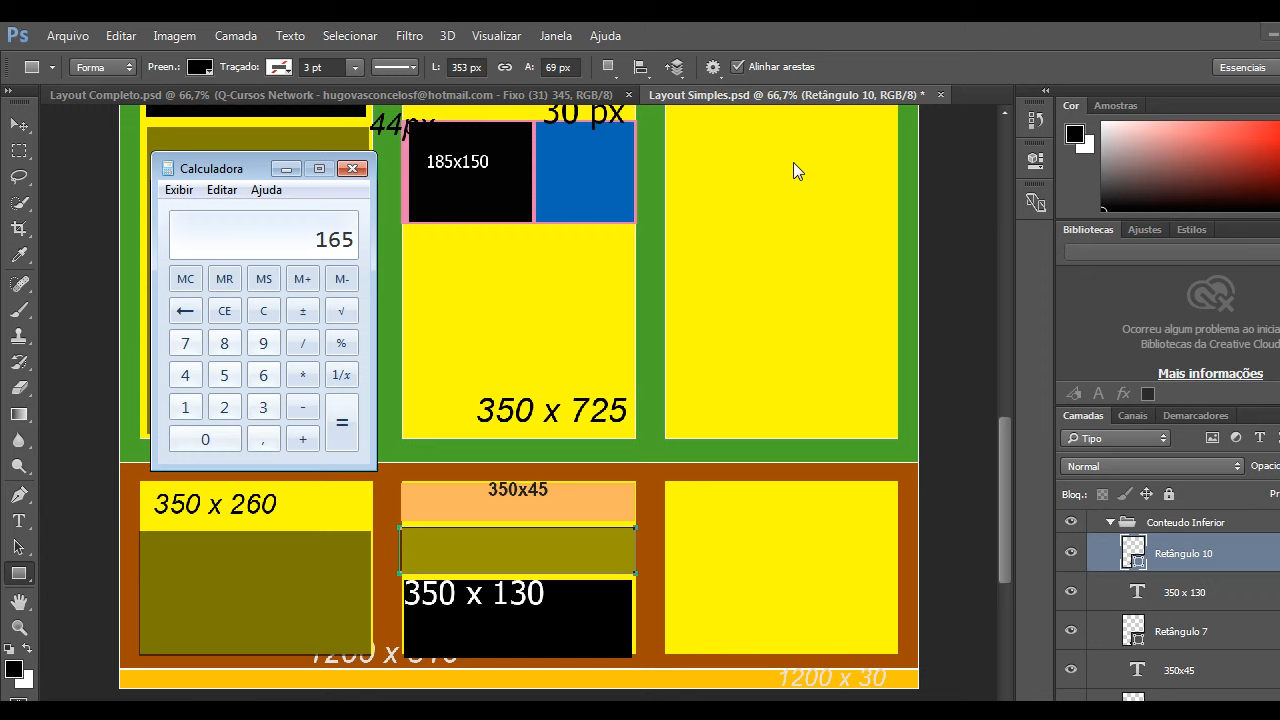 Ps Arquivo Editar Imagem Camada Texto Selecionar Filtro 3D Visualizar Janela Ajuda
Forma Preen.: Traçado: 3 pt L: 353 px A: 69 px Alinhar arestas Essenciais
Layout Completo.psd @ 66,7% (Q-Cursos Network - hugovasconcelosf@hotmail.com - Fixo (31) 345, RGB/8) × Layout Simples.psd @ 66,7% (Retângulo 10, RGB/8) * ×
Cor Amostras
44px
30 px
185x150
Calculadora
Exibir Editar Ajuda
165
MC MR MS M+ M-
← CE C ± √
7 8 9 / %
4 5 6 * 1/x
1 2 3 - =
0 , +
Bibliotecas Ajustes Estilos
Ocorreu algum problema ao inicia
Bibliotecas da Creative Cloud
Mais informações
350 x 725
Camadas Canais Demarcadores
Tipo
Normal Opacid
Bloq.:
350 x 260
350x45
350 x 130
1200 x 30
Conteudo Inferior
Retângulo 10
350 x 130
Retângulo 7
350x45